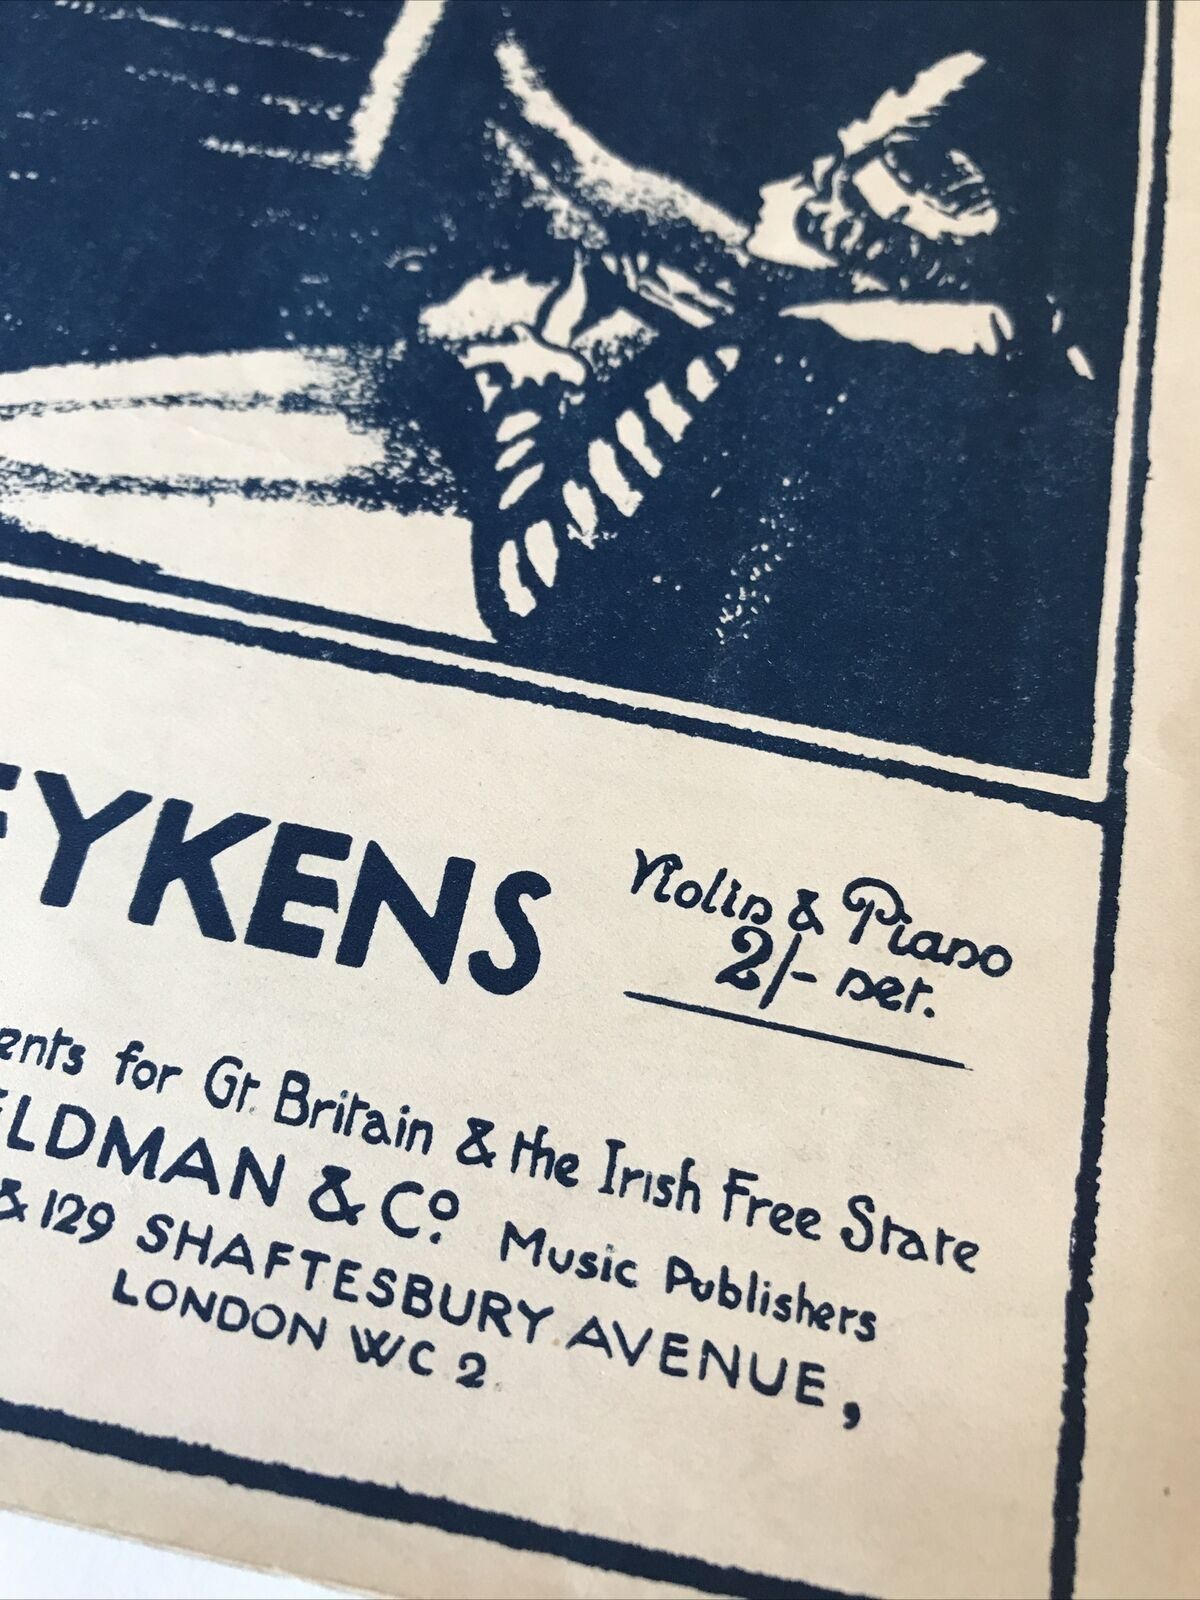 EYKENS
Violin & Piano
2/- net.
ents for Gt. Britain & the Irish Free State
ELDMAN & Co. Music Publishers
& 129 SHAFTESBURY AVENUE,
LONDON WC 2